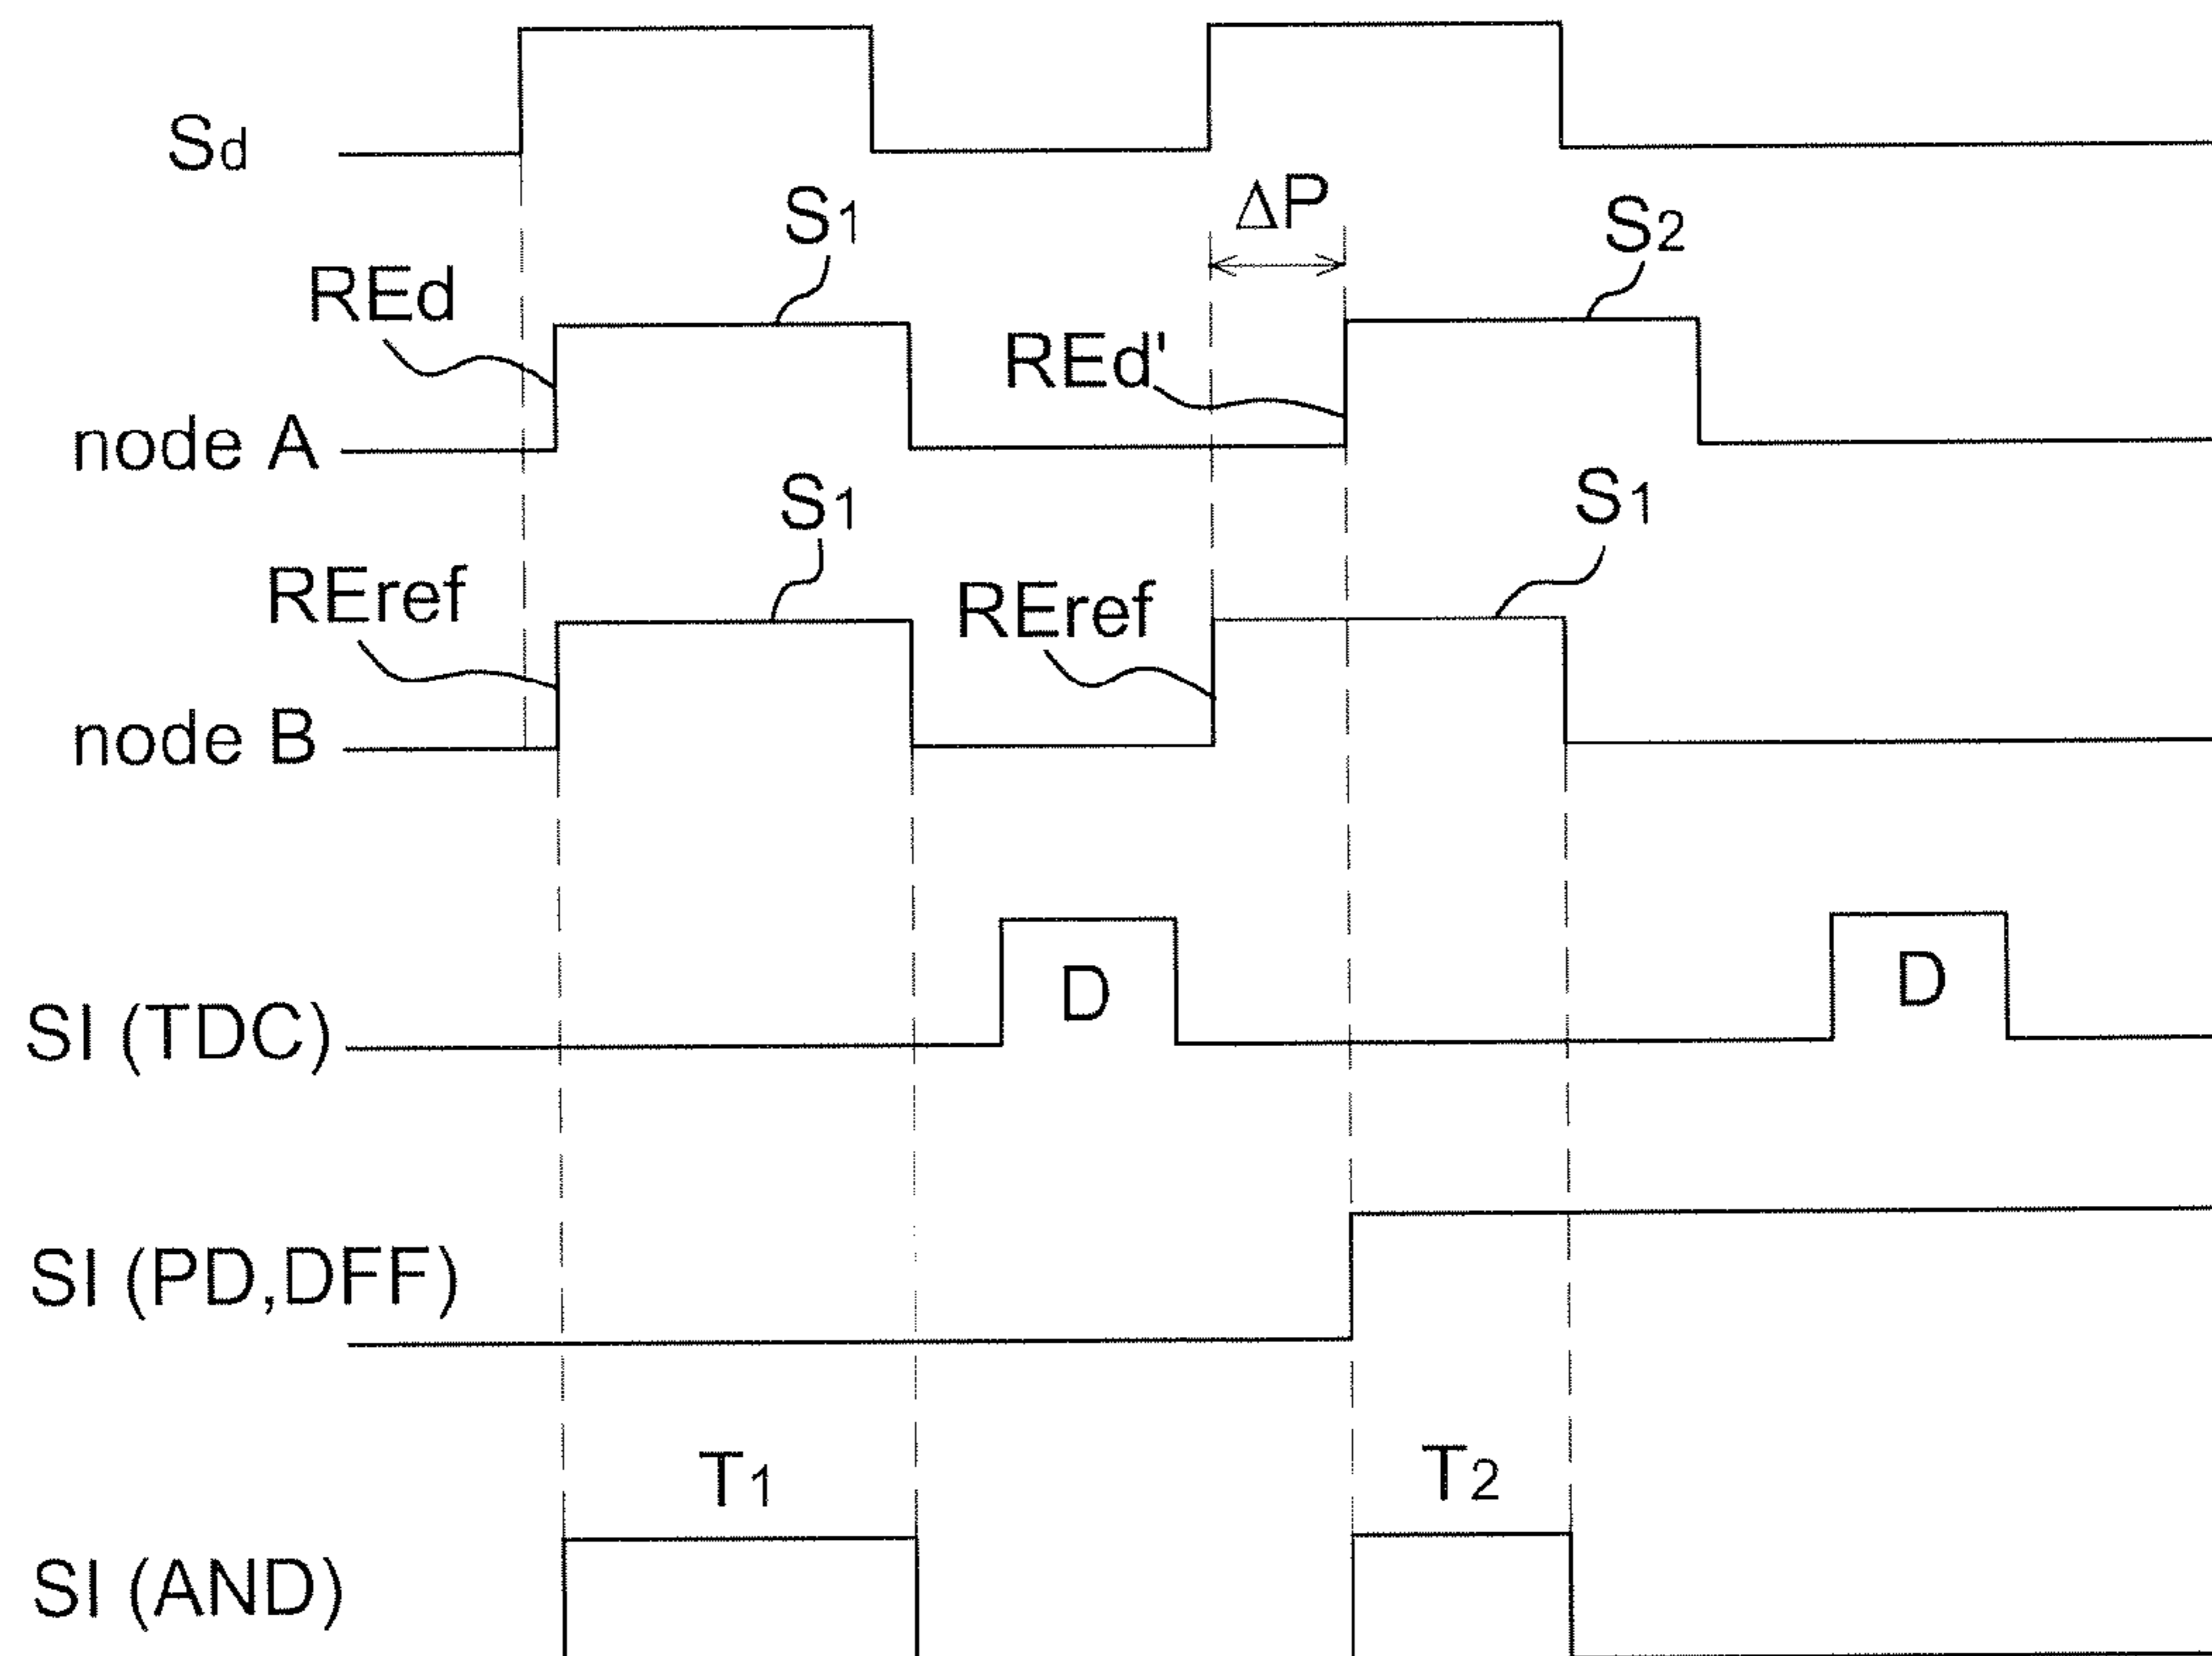 Sd
ΔP
S1
S2
REd
REd'
node A
S1
S1
REref
REref
node B
D
D
SI (TDC)
SI (PD,DFF)
T1
T2
SI (AND)